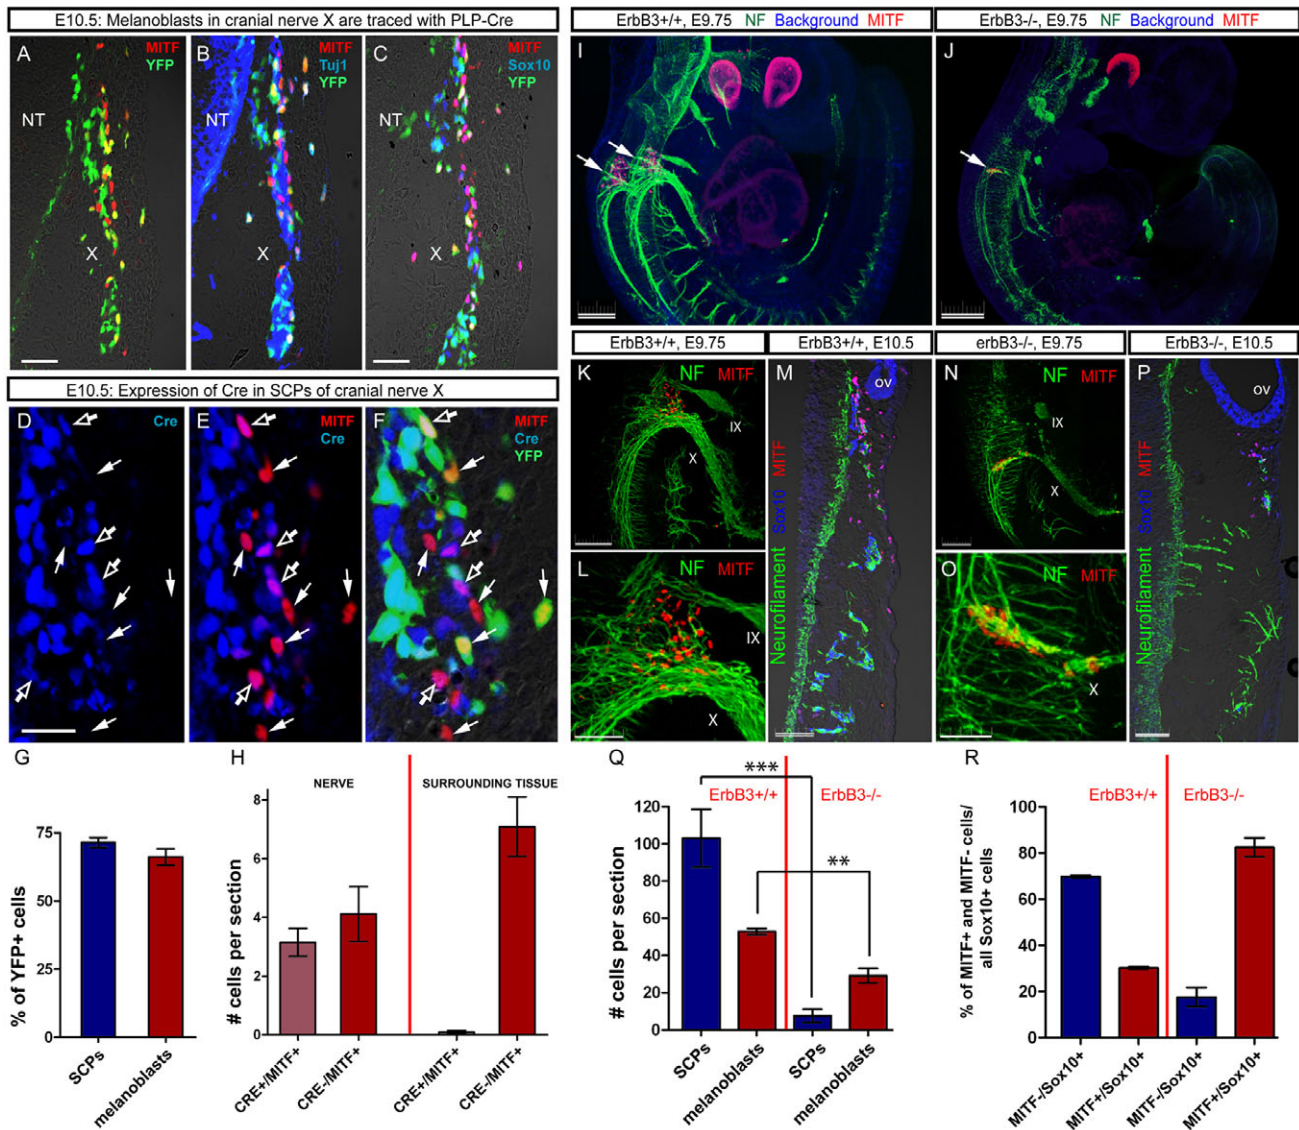 E10.5: Melanoblasts in cranial nerve X are traced with PLP-Cre
A
MITF
YFP
NT
X
B
MITF
Tuj1
YFP
NT
X
C
MITF
Sox10
YFP
NT
X
E10.5: Expression of Cre in SCPs of cranial nerve X
D
Cre
E
MITF
Cre
F
MITF
Cre
YFP
ErbB3+/+, E9.75 NF Background MITF
I
ErbB3-/-, E9.75 NF Background MITF
J
ErbB3+/+, E9.75
K
NF MITF
IX
X
L
NF MITF
IX
X
ErbB3+/+, E10.5
M
OV
Neurofilament Sox10 MITF
erbB3-/-, E9.75
N
NF MITF
IX
X
O
NF MITF
X
ErbB3-/-, E10.5
P
OV
Neurofilament Sox10 MITF
G
% of YFP+ cells
75
50
25
0
SCPs
melanoblasts
H
NERVE
SURROUNDING TISSUE
# cells per section
8
6
4
2
0
CRE+/MITF+
CRE-/MITF+
CRE+/MITF+
CRE-/MITF+
Q
***
ErbB3+/+
ErbB3-/-
**
# cells per section
120
100
80
60
40
20
0
SCPs
melanoblasts
SCPs
melanoblasts
R
ErbB3+/+
ErbB3-/-
% of MITF+ and MITF- cells/
all Sox10+ cells
100
80
60
40
20
0
MITF-/Sox10+
MITF+/Sox10+
MITF-/Sox10+
MITF+/Sox10+